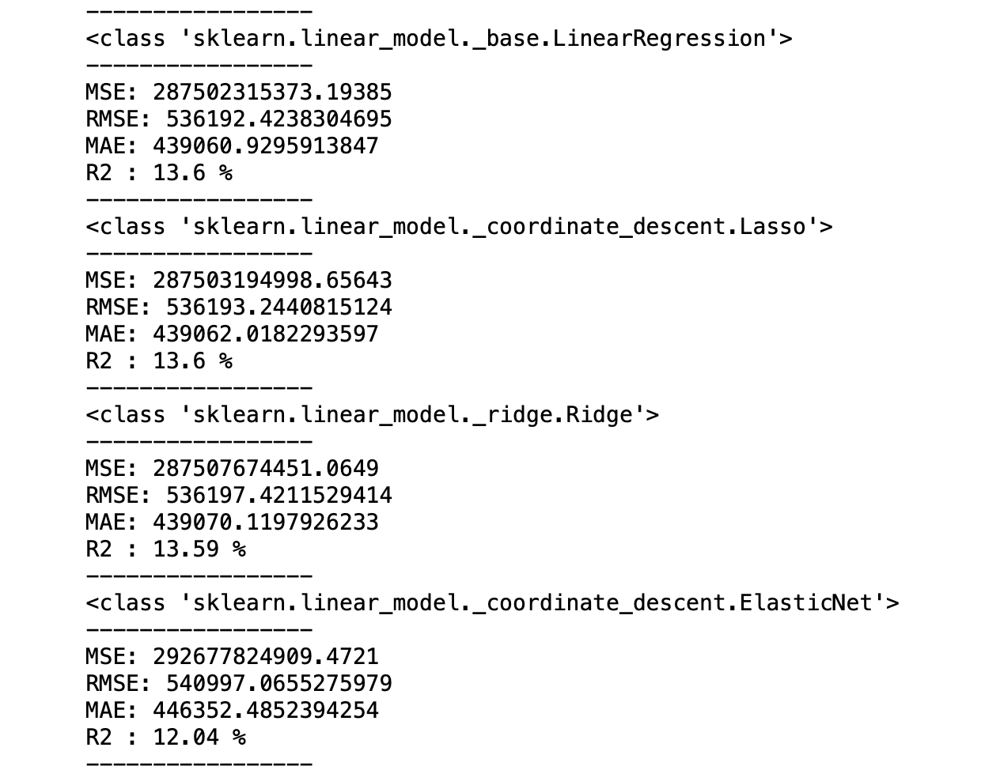 -----------------
<class 'sklearn.linear_model._base.LinearRegression'>
-----------------
MSE: 287502315373.19385
RMSE: 536192.4238304695
MAE: 439060.9295913847
R2 : 13.6 %
-----------------
<class 'sklearn.linear_model._coordinate_descent.Lasso'>
-----------------
MSE: 287503194998.65643
RMSE: 536193.2440815124
MAE: 439062.0182293597
R2 : 13.6 %
-----------------
<class 'sklearn.linear_model._ridge.Ridge'>
-----------------
MSE: 287507674451.0649
RMSE: 536197.4211529414
MAE: 439070.1197926233
R2 : 13.59 %
-----------------
<class 'sklearn.linear_model._coordinate_descent.ElasticNet'>
-----------------
MSE: 292677824909.4721
RMSE: 540997.0655275979
MAE: 446352.4852394254
R2 : 12.04 %
-----------------